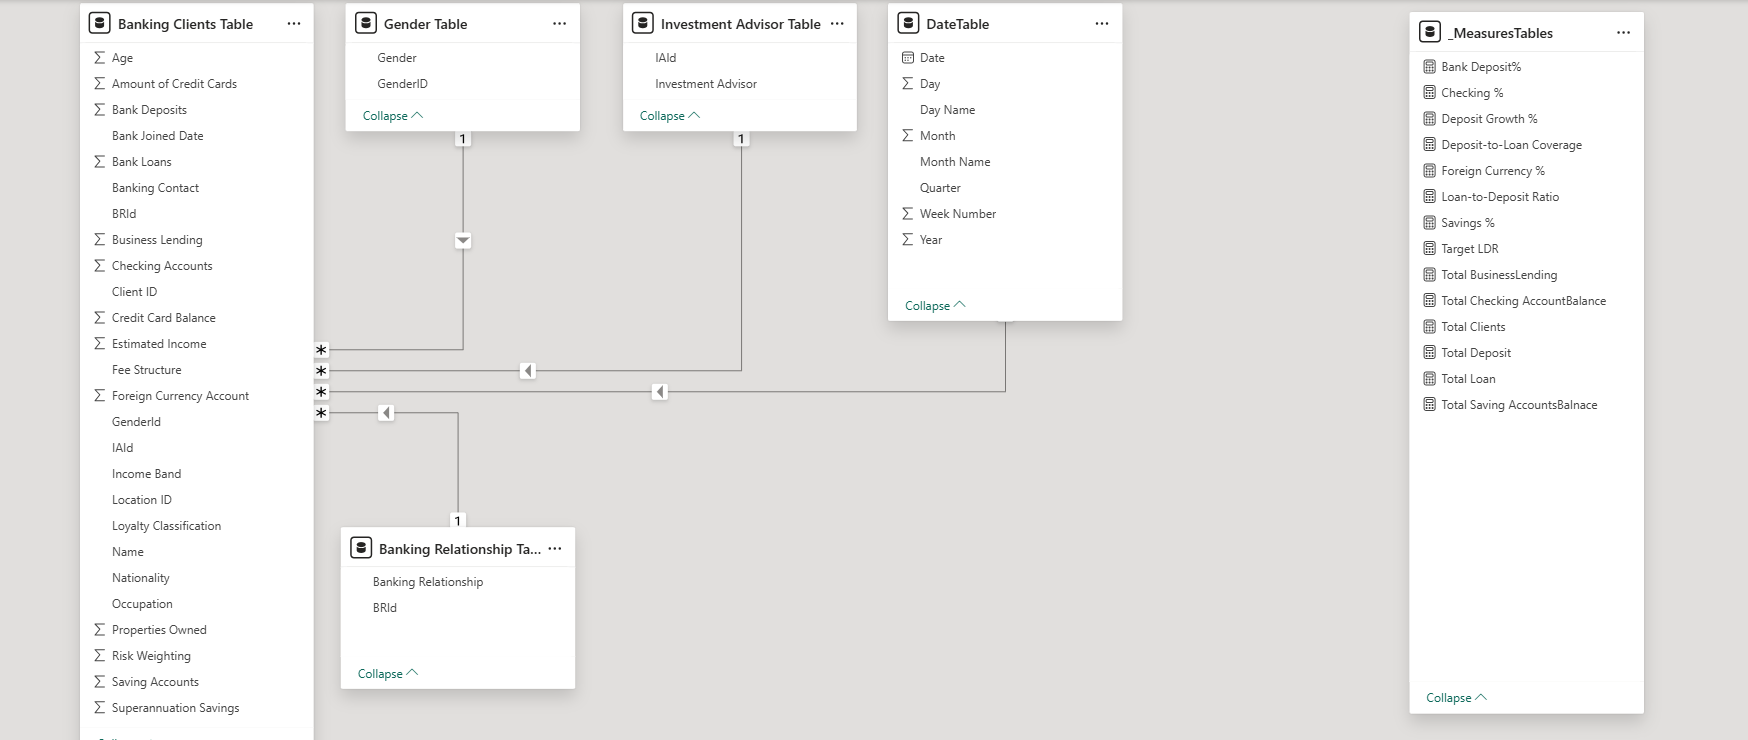 Banking Clients Table
Age
Amount of Credit Cards
Bank Deposits
Bank Joined Date
Bank Loans
Banking Contact
BRId
Business Lending
Checking Accounts
Client ID
Credit Card Balance
Estimated Income
Fee Structure
Foreign Currency Account
GenderId
IAId
Income Band
Location ID
Loyalty Classification
Name
Nationality
Occupation
Properties Owned
Risk Weighting
Saving Accounts
Superannuation Savings
Gender Table
Gender
GenderID
Collapse
1
Investment Advisor Table
IAId
Investment Advisor
Collapse
1
DateTable
Date
Day
Day Name
Month
Month Name
Quarter
Week Number
Year
Collapse
*
*
*
*
1
Banking Relationship Ta...
Banking Relationship
BRId
Collapse
_MeasuresTables
Bank Deposit%
Checking %
Deposit Growth %
Deposit-to-Loan Coverage
Foreign Currency %
Loan-to-Deposit Ratio
Savings %
Target LDR
Total BusinessLending
Total Checking AccountBalance
Total Clients
Total Deposit
Total Loan
Total Saving AccountsBalnace
Collapse